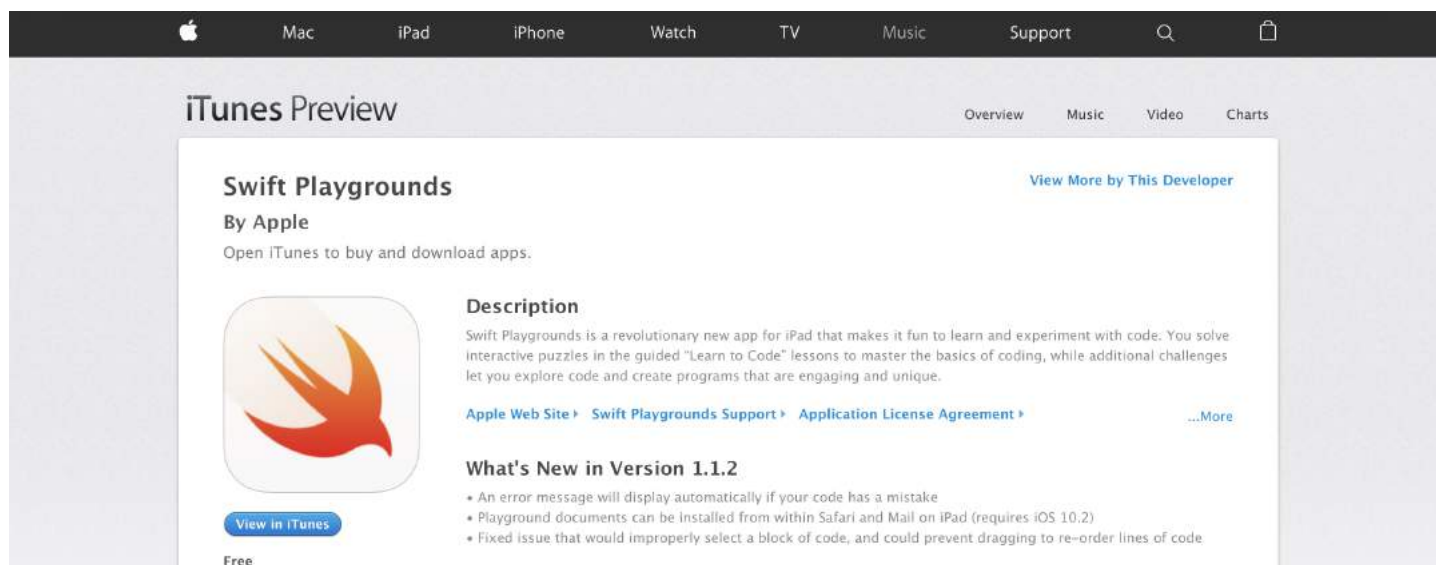 Mac iPad iPhone Watch TV Music Support
iTunes Preview
Overview Music Video Charts
Swift Playgrounds
View More by This Developer
By Apple
Open iTunes to buy and download apps.
Description
Swift Playgrounds is a revolutionary new app for iPad that makes it fun to learn and experiment with code. You solve
interactive puzzles in the guided "Learn to Code" lessons to master the basics of coding, while additional challenges
let you explore code and create programs that are engaging and unique.
Apple Web Site Swift Playgrounds Support Application License Agreement ...More
What's New in Version 1.1.2
• An error message will display automatically if your code has a mistake
• Playground documents can be installed from within Safari and Mail on iPad (requires iOS 10.2)
• Fixed issue that would improperly select a block of code, and could prevent dragging to re-order lines of code
View in iTunes
Free